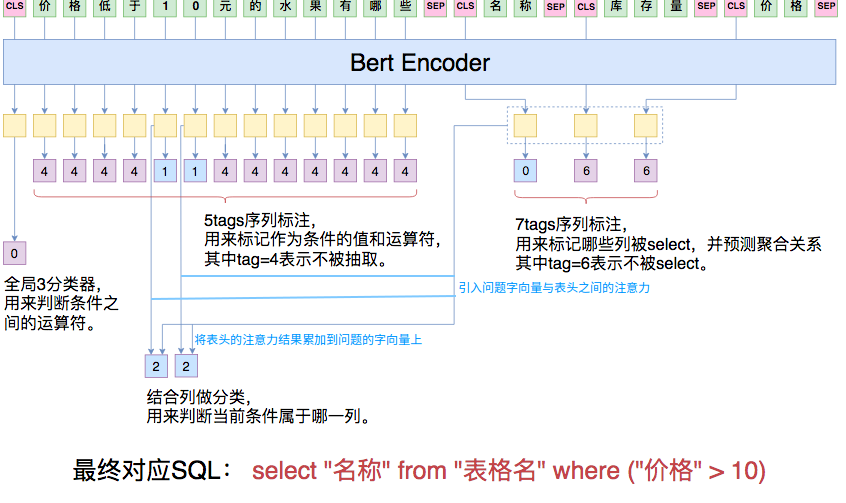 CLS 价 格 低 于 1 0 元 的 水 果 有 哪 些 SEP CLS 名 称 SEP CLS 库 存 量 SEP CLS 价 格 SEP
Bert Encoder
4 4 4 4 1 1 4 4 4 4 4 4 4 0 6 6
5tags序列标注，
用来标记作为条件的值和运算符，
其中tag=4表示不被抽取。
7tags序列标注，
用来标记哪些列被select，并预测聚合关系
其中tag=6表示不被select。
0
全局3分类器，
用来判断条件之
间的运算符。
引入问题字向量与表头之间的注意力
将表头的注意力结果累加到问题的字向量上
2 2
结合列做分类，
用来判断当前条件属于哪一列。
最终对应SQL： select "名称" from "表格名" where ("价格" > 10)